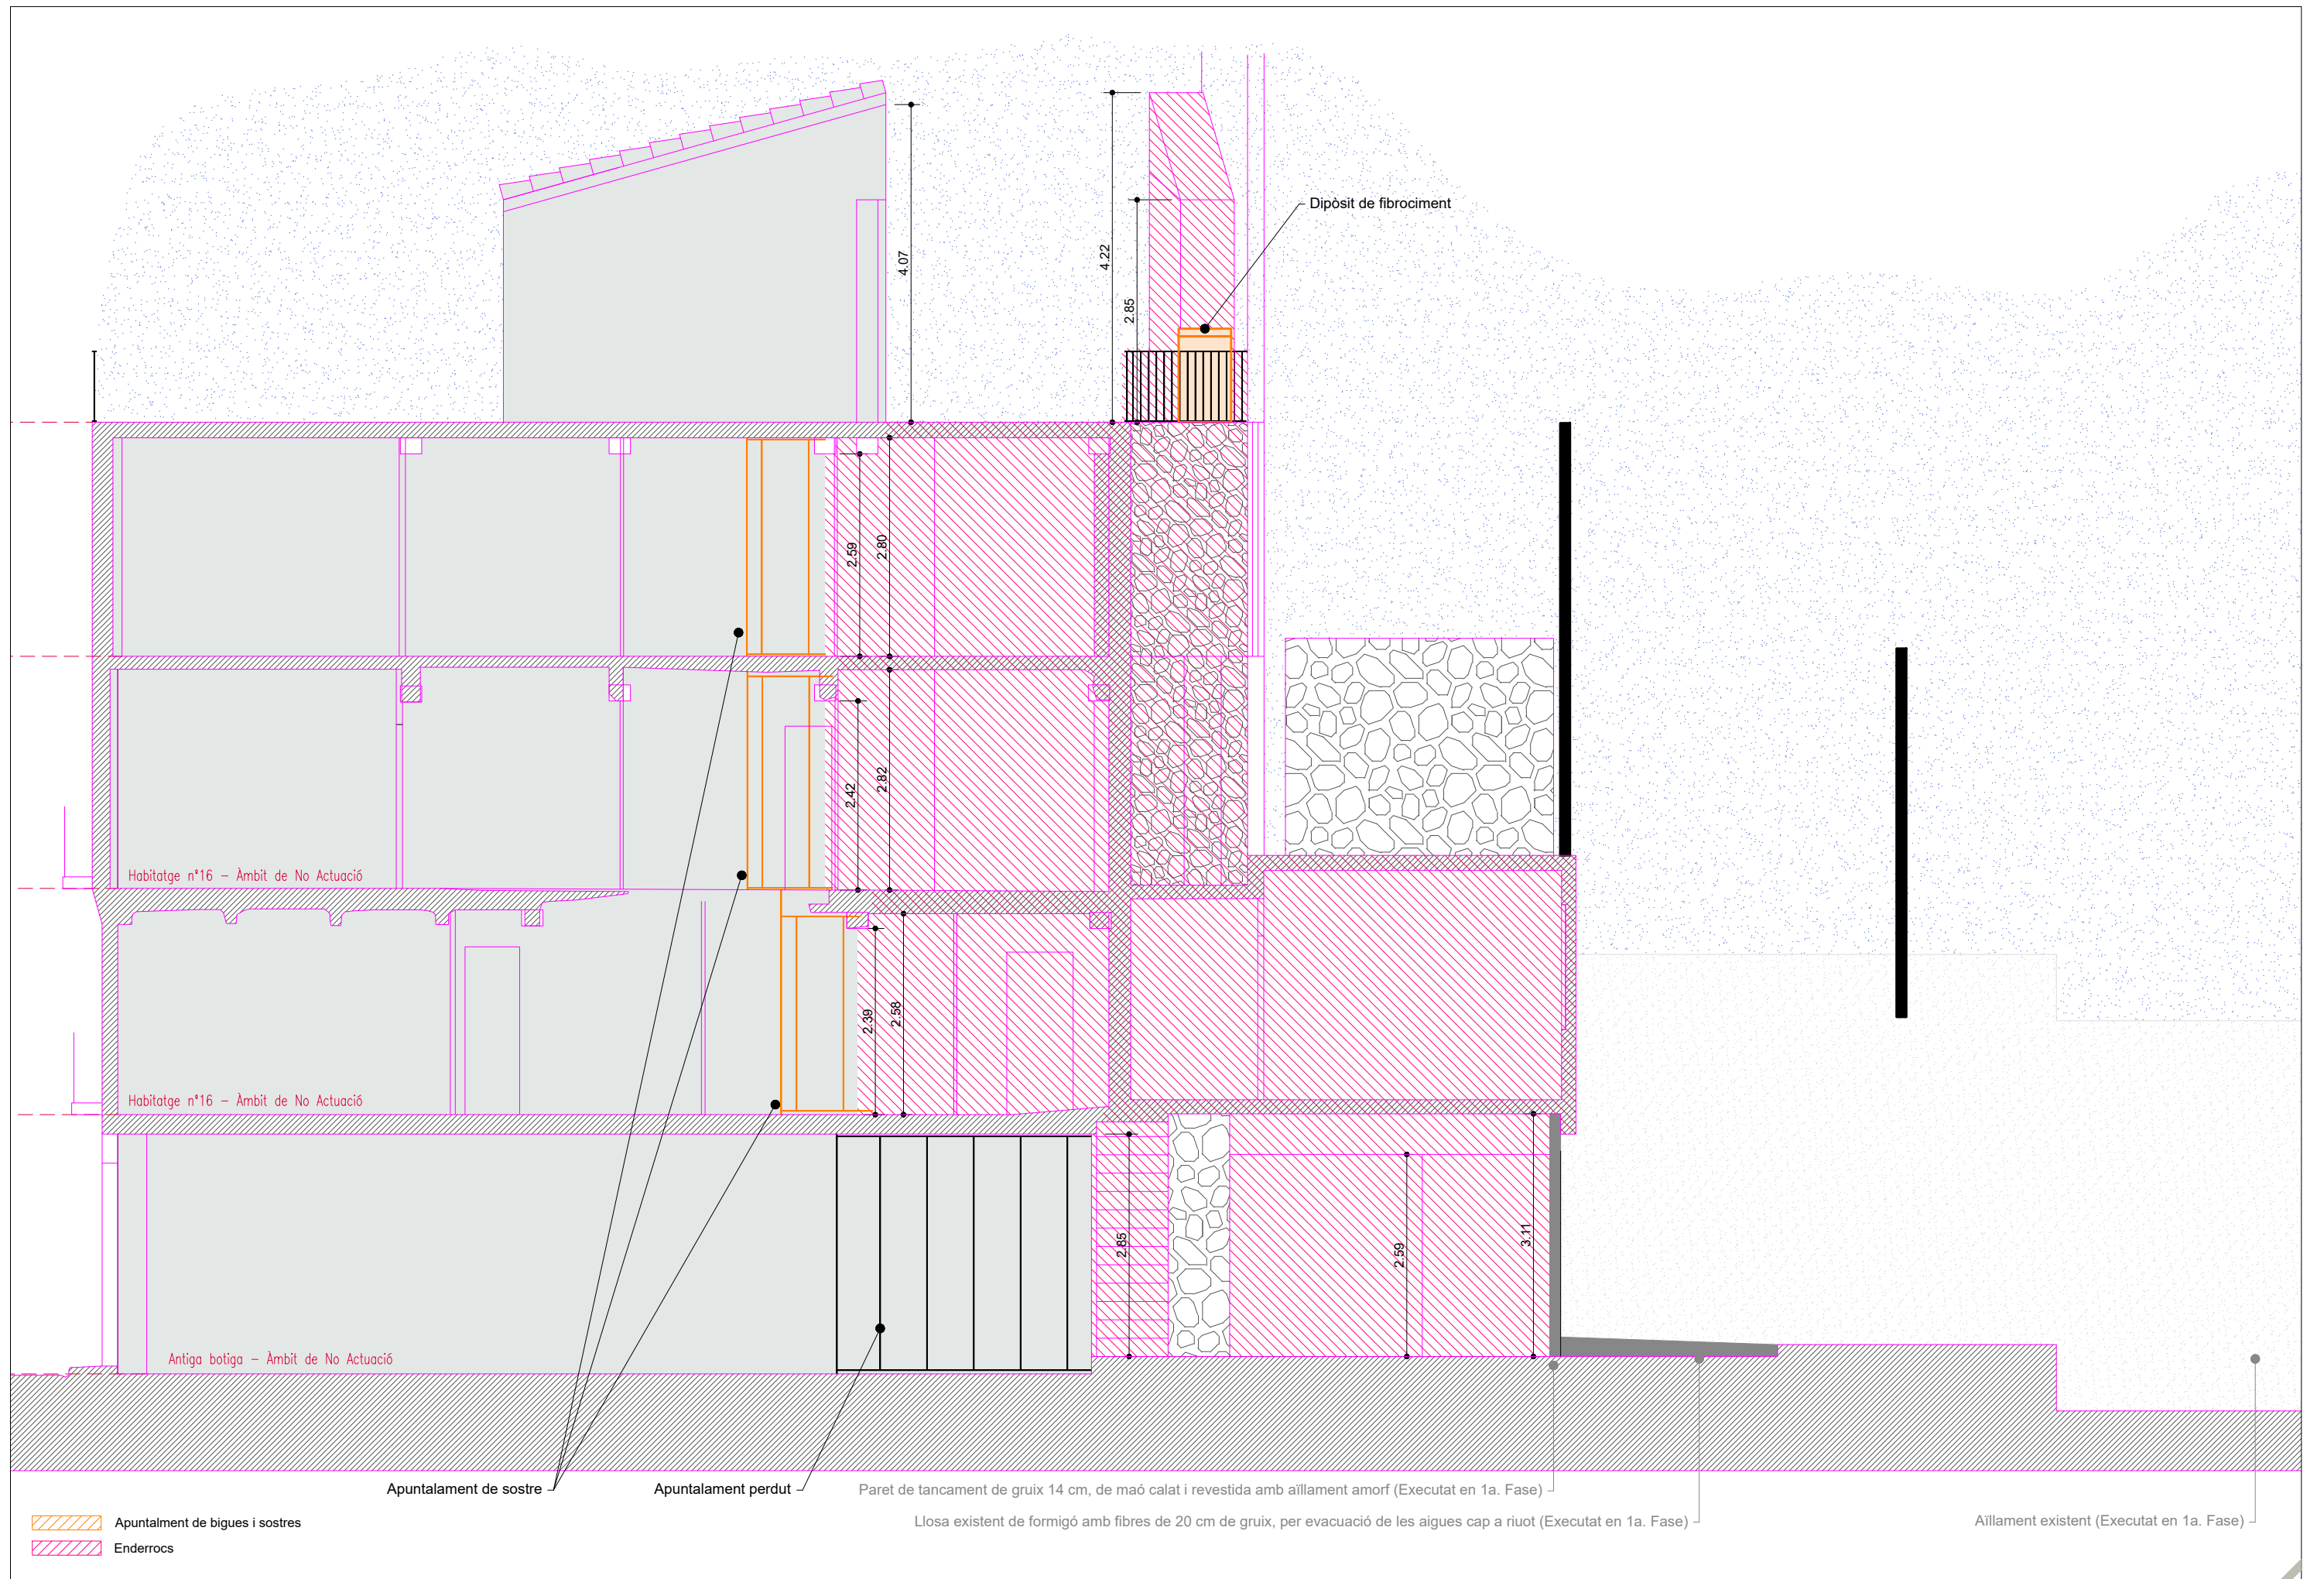 Dipòsit de fibrociment
4.07
4.22
2.85
2.59
2.80
2.42
2.82
Habitatge nº16 - Àmbit de No Actuació
2.39
2.58
Habitatge nº16 - Àmbit de No Actuació
2.85
2.59
3.11
Antiga botiga - Àmbit de No Actuació
Apuntalament de sostre
Apuntalament perdut
Paret de tancament de gruix 14 cm, de maó calat i revestida amb aïllament amorf (Executat en 1a. Fase)
Llosa existent de formigó amb fibres de 20 cm de gruix, per evacuació de les aigues cap a riuot (Executat en 1a. Fase)
Aïllament existent (Executat en 1a. Fase)
Apuntalment de bigues i sostres
Enderrocs